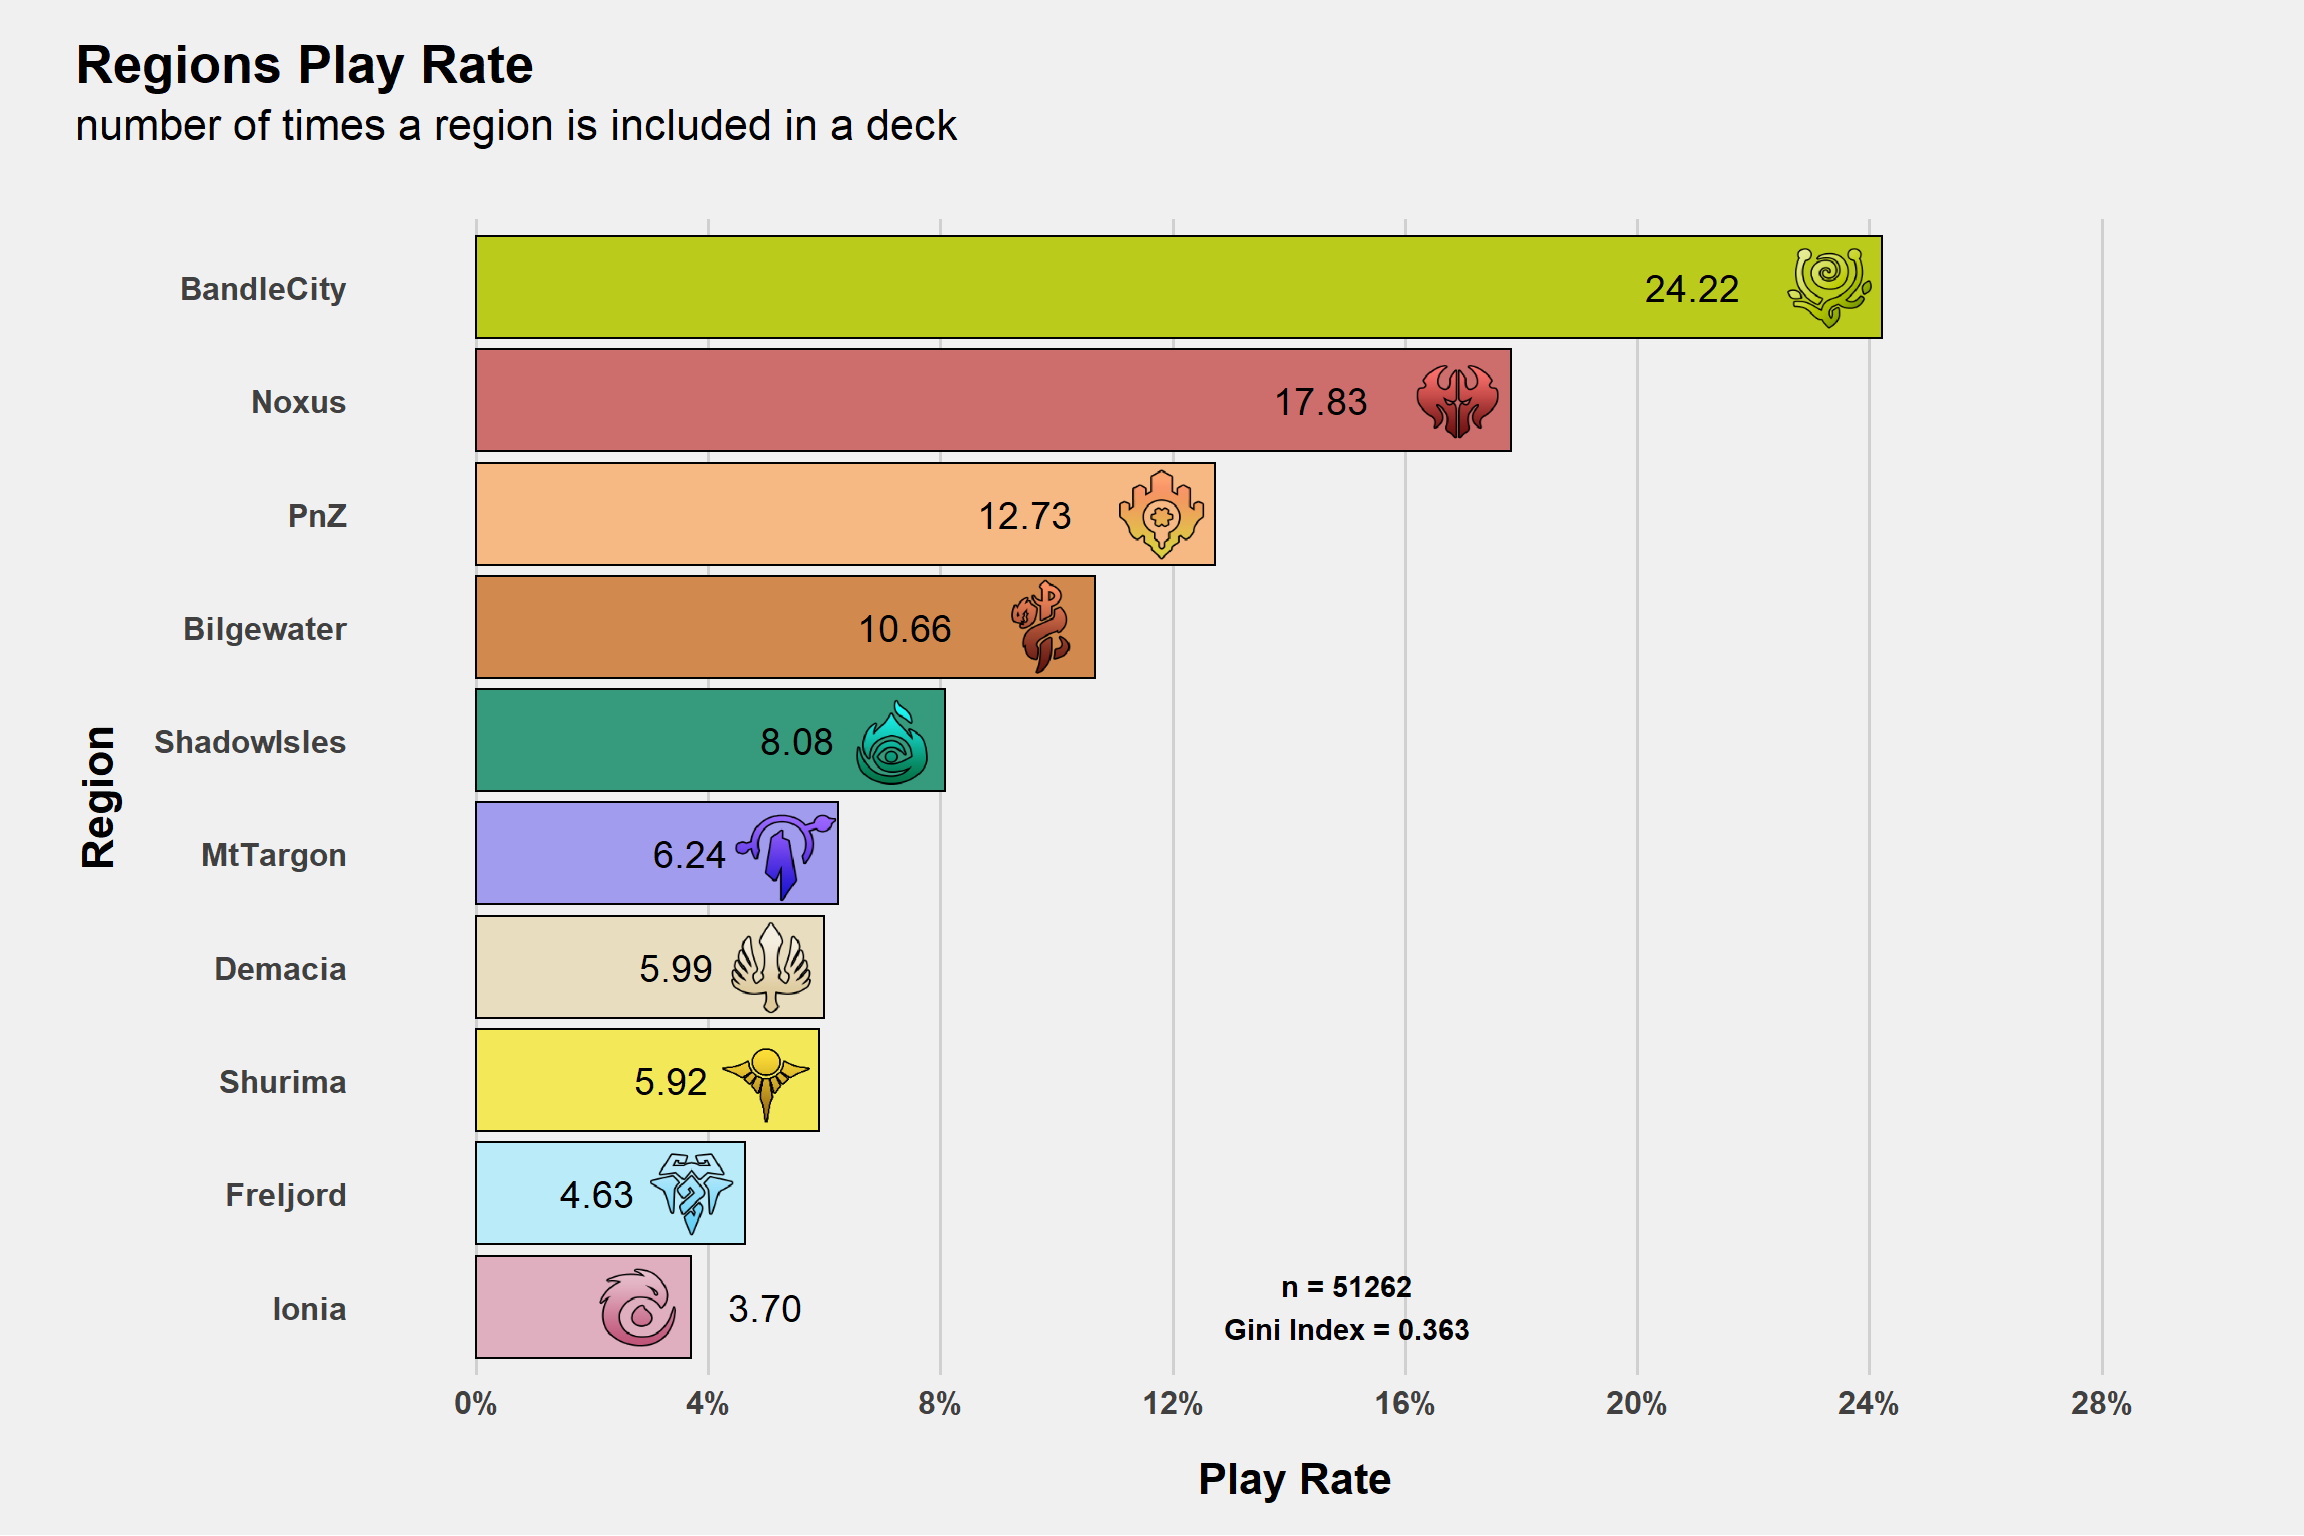 Regions Play Rate
number of times a region is included in a deck
BandleCity
24.22
Noxus
17.83
PnZ
12.73
Bilgewater
10.66
ShadowIsles
8.08
MtTargon
6.24
Demacia
5.99
Shurima
5.92
Freljord
4.63
Ionia
3.70
Region
n = 51262
Gini Index = 0.363
0% 4% 8% 12% 16% 20% 24% 28%
Play Rate